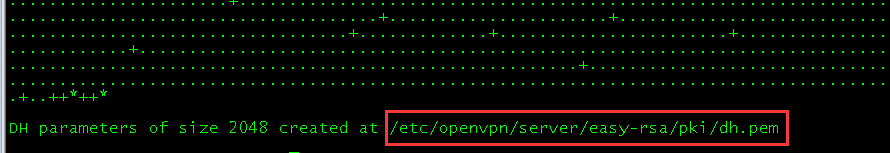 .+..++*++*
DH parameters of size 2048 created at /etc/openvpn/server/easy-rsa/pki/dh.pem